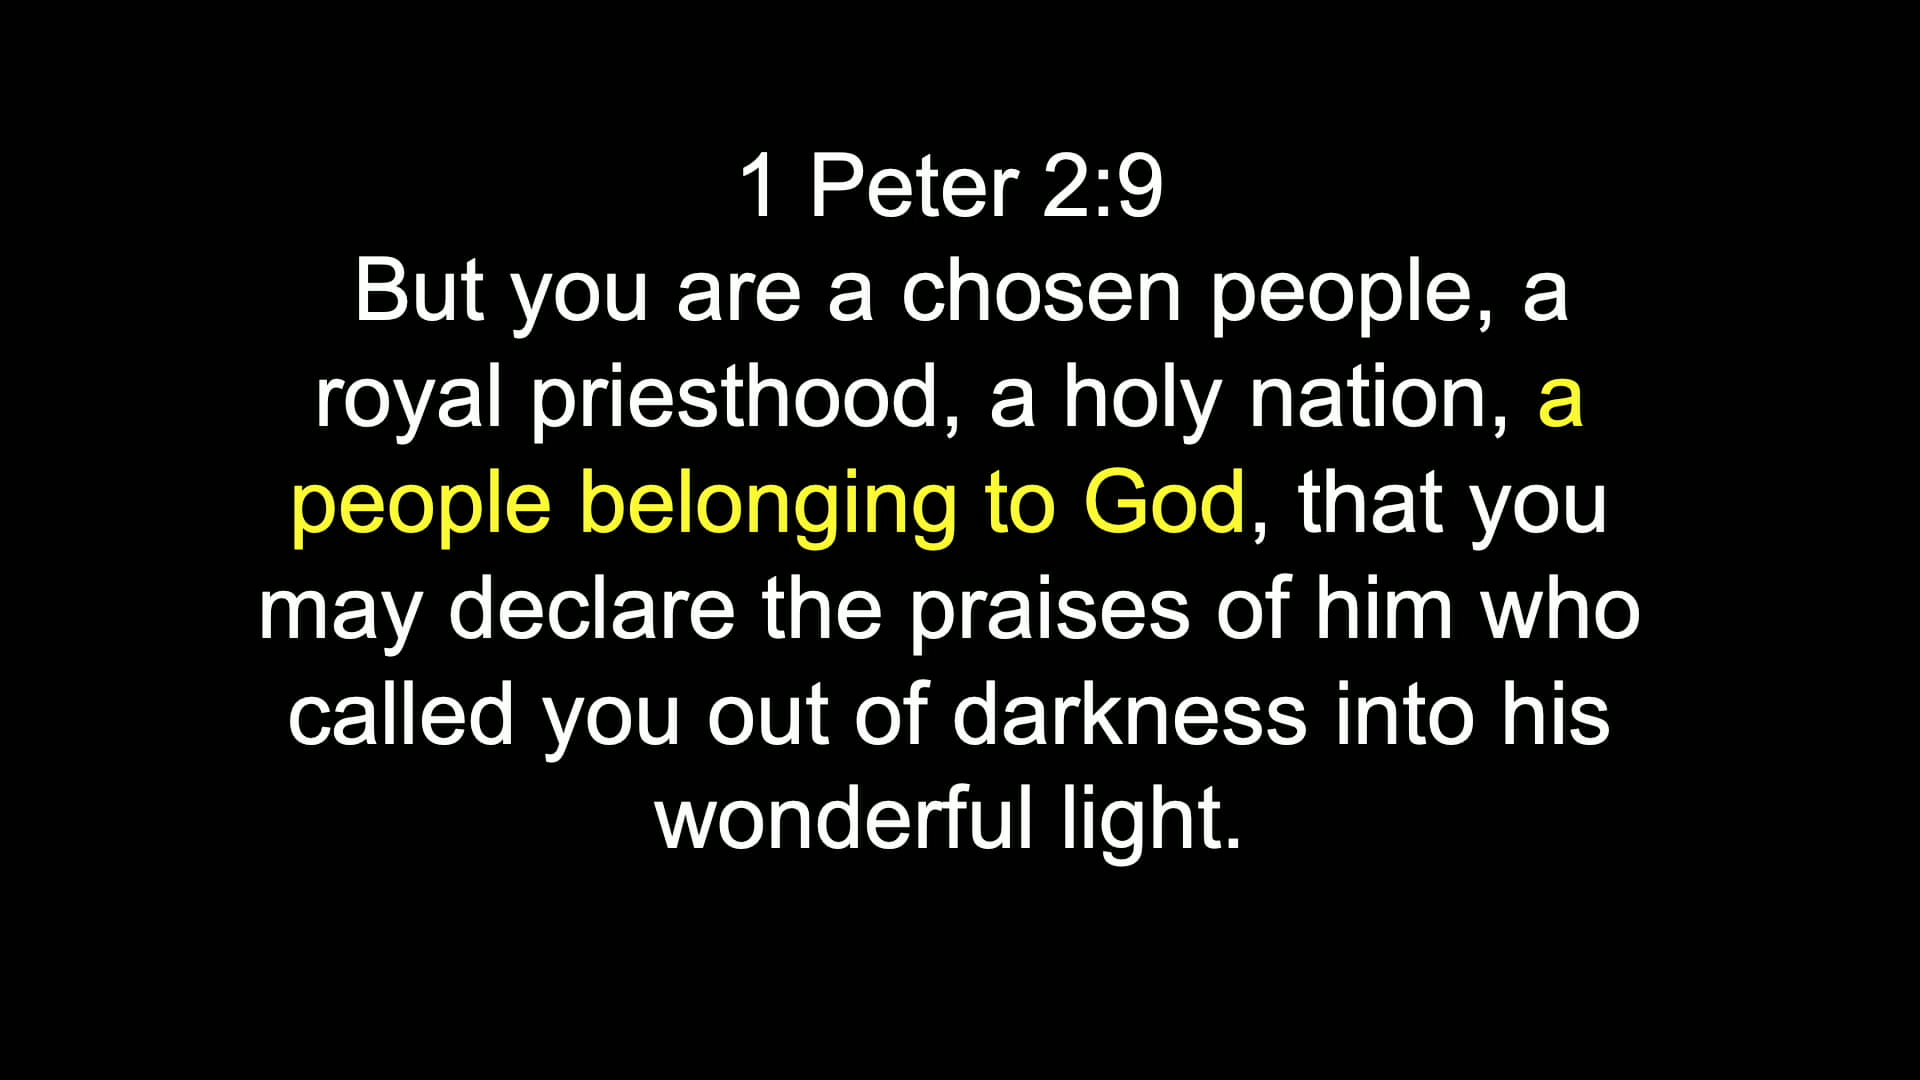 1 Peter 2:9
But you are a chosen people, a
royal priesthood, a holy nation, a
people belonging to God, that you
may declare the praises of him who
called you out of darkness into his
wonderful light.